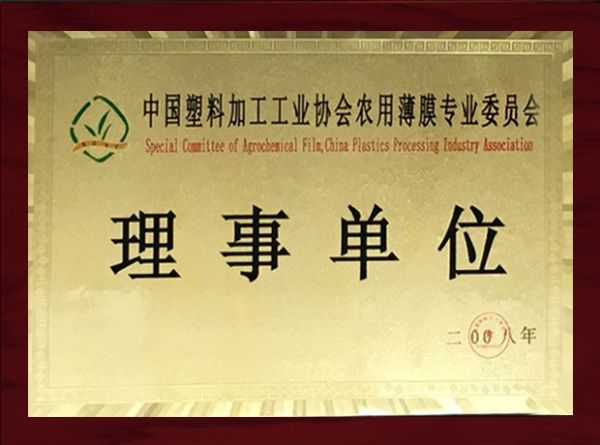 中国塑料加工工业协会农用薄膜专业委员会
Special Committee of Agrochemical Film,China Plastics Processing Industry Association
理事单位
二00八年